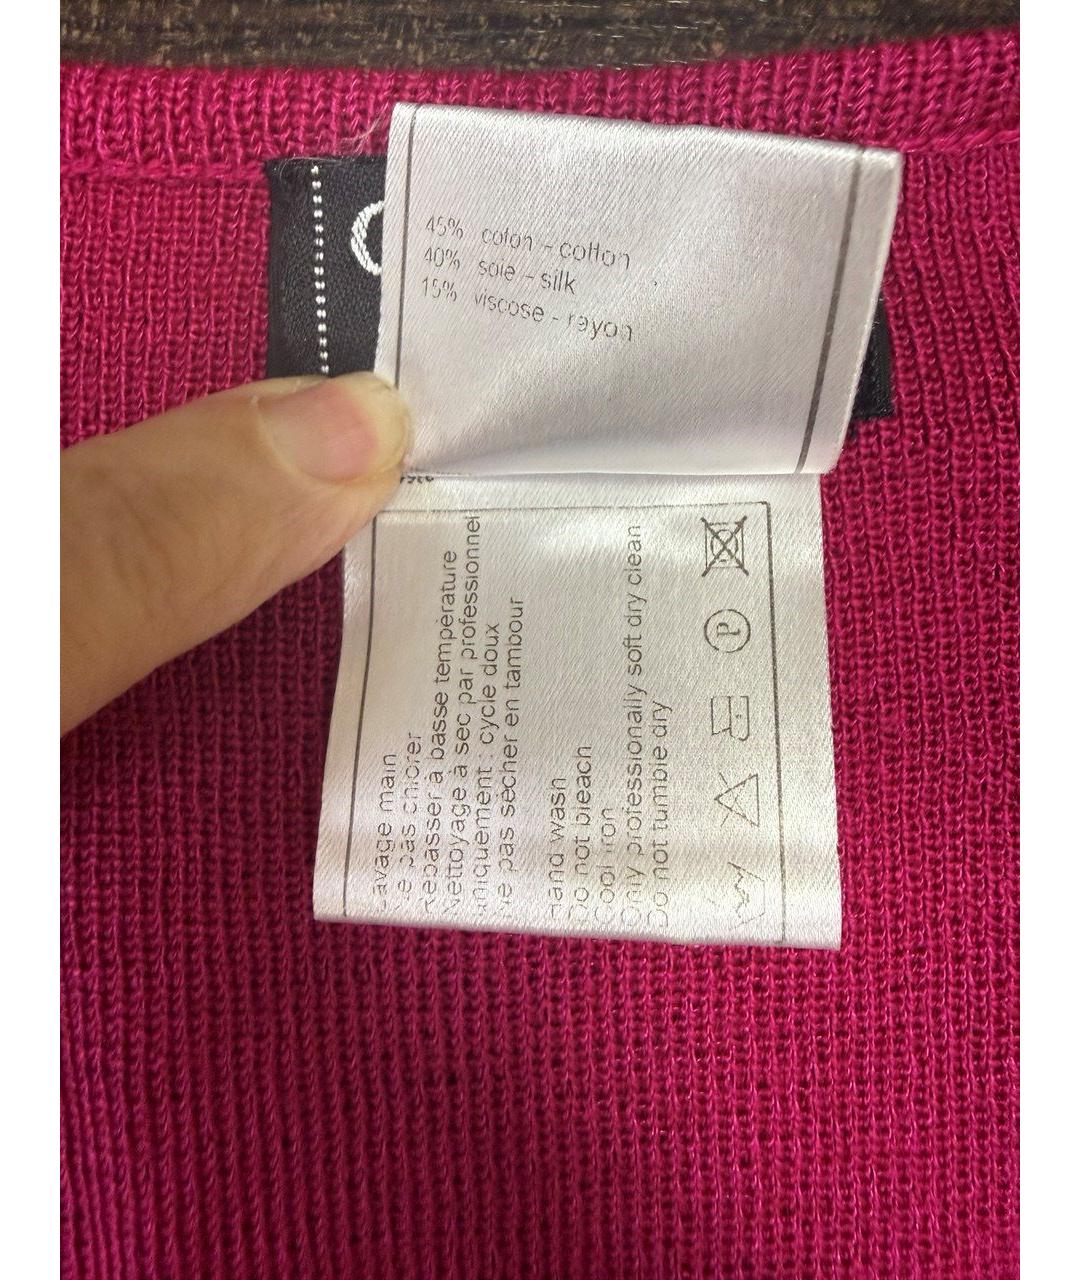 45% coton - cotton
40% soie - silk
15% viscose - rayon
Lavage main
Ne pas chlorer
Repasser à basse température
Nettoyage à sec par professionnel
uniquement : cycle doux
Ne pas sécher en tambour
Hand wash
Do not bleach
Cool iron
Only professionally soft dry clean
Do not tumble dry
P